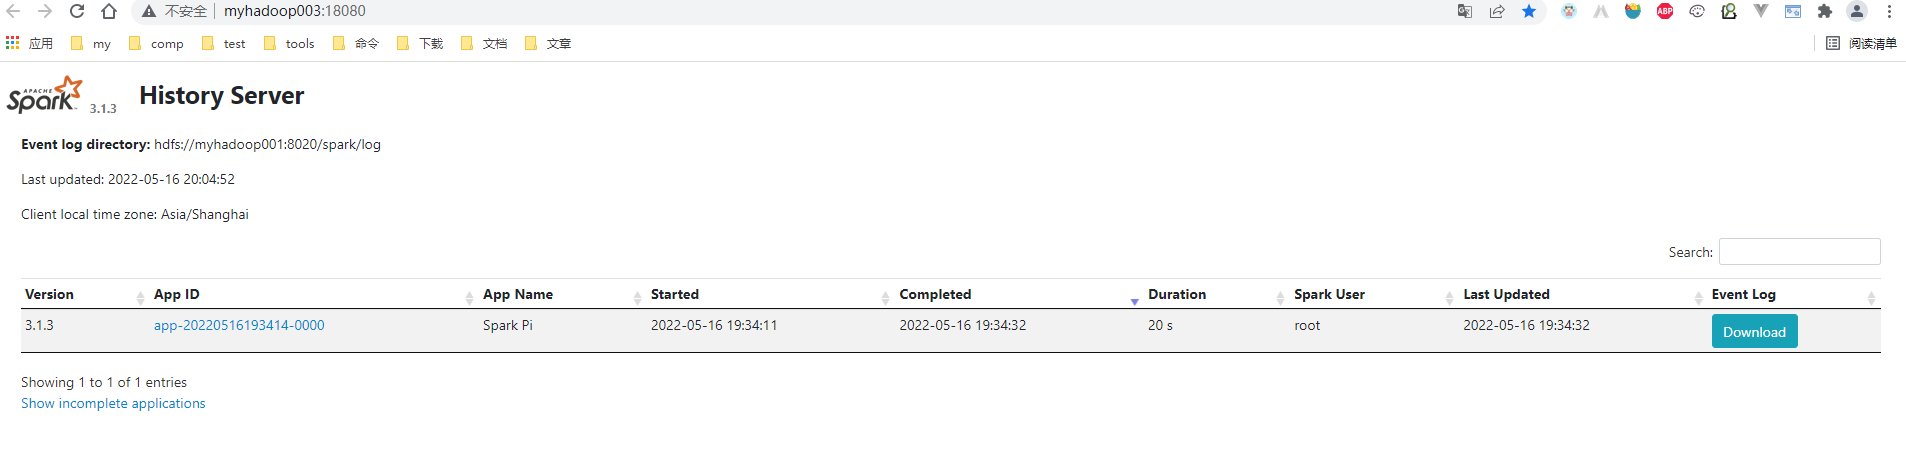 不安全 myhadoop003:18080
ABP
应用 my comp test tools 命令 下载 文档 文章 阅读清单
APACHE
Spark 3.1.3 History Server
Event log directory: hdfs://myhadoop001:8020/spark/log
Last updated: 2022-05-16 20:04:52
Client local time zone: Asia/Shanghai
Search:
Version App ID App Name Started Completed Duration Spark User Last Updated Event Log
3.1.3 app-20220516193414-0000 Spark Pi 2022-05-16 19:34:11 2022-05-16 19:34:32 20 s root 2022-05-16 19:34:32 Download
Showing 1 to 1 of 1 entries
Show incomplete applications